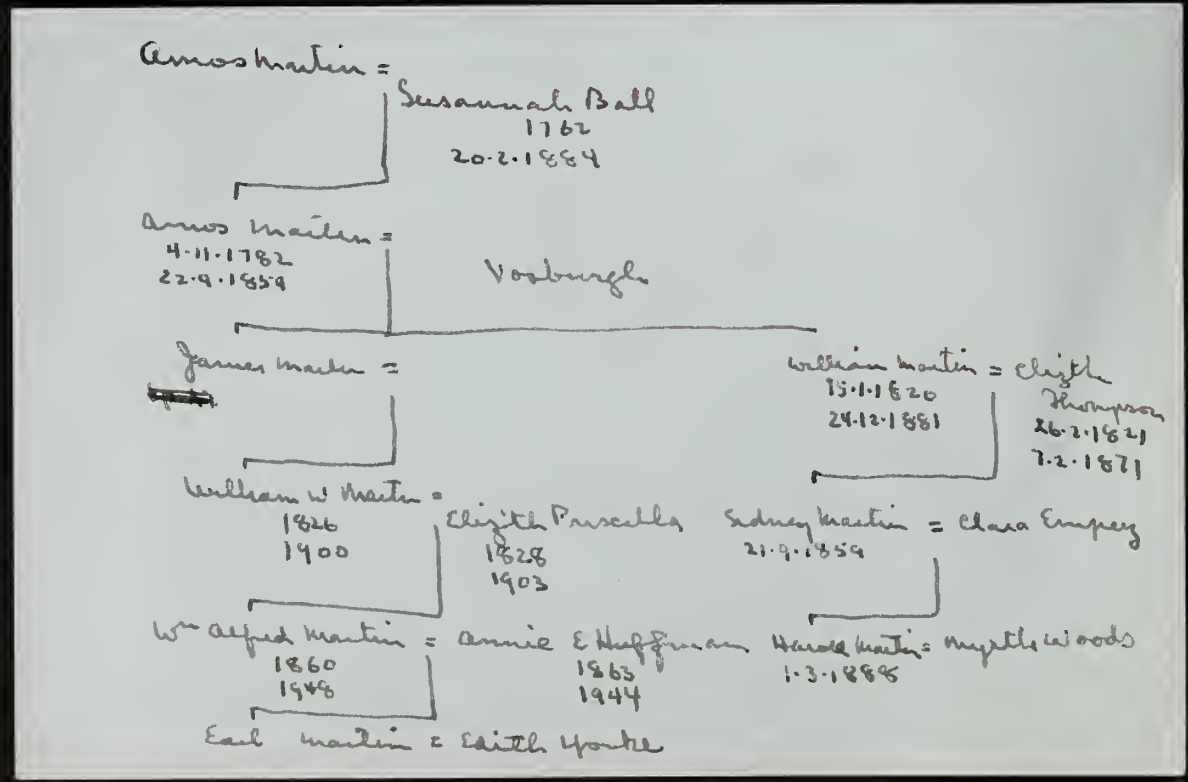 Amos Martin =
Susannah Ball
1762
20.2.1884
Amos Martin =
4.11.1782
22.9.1859
Vosburgh
James Martin =
William Martin = Elizth
15.1.1820
Thompson
24.12.1881
26.2.1821
7.2.1871
William W Martin =
1826
1900
Elizith Priscilla
1828
1903
Sidney Martin = Clara Empey
21.9.1859
Wm Alfred Martin = Annie E Huffman
1860
1863
1948
1944
Harold Martin = Myrtle Woods
1.3.1888
Earl Martin = Edith Yorke